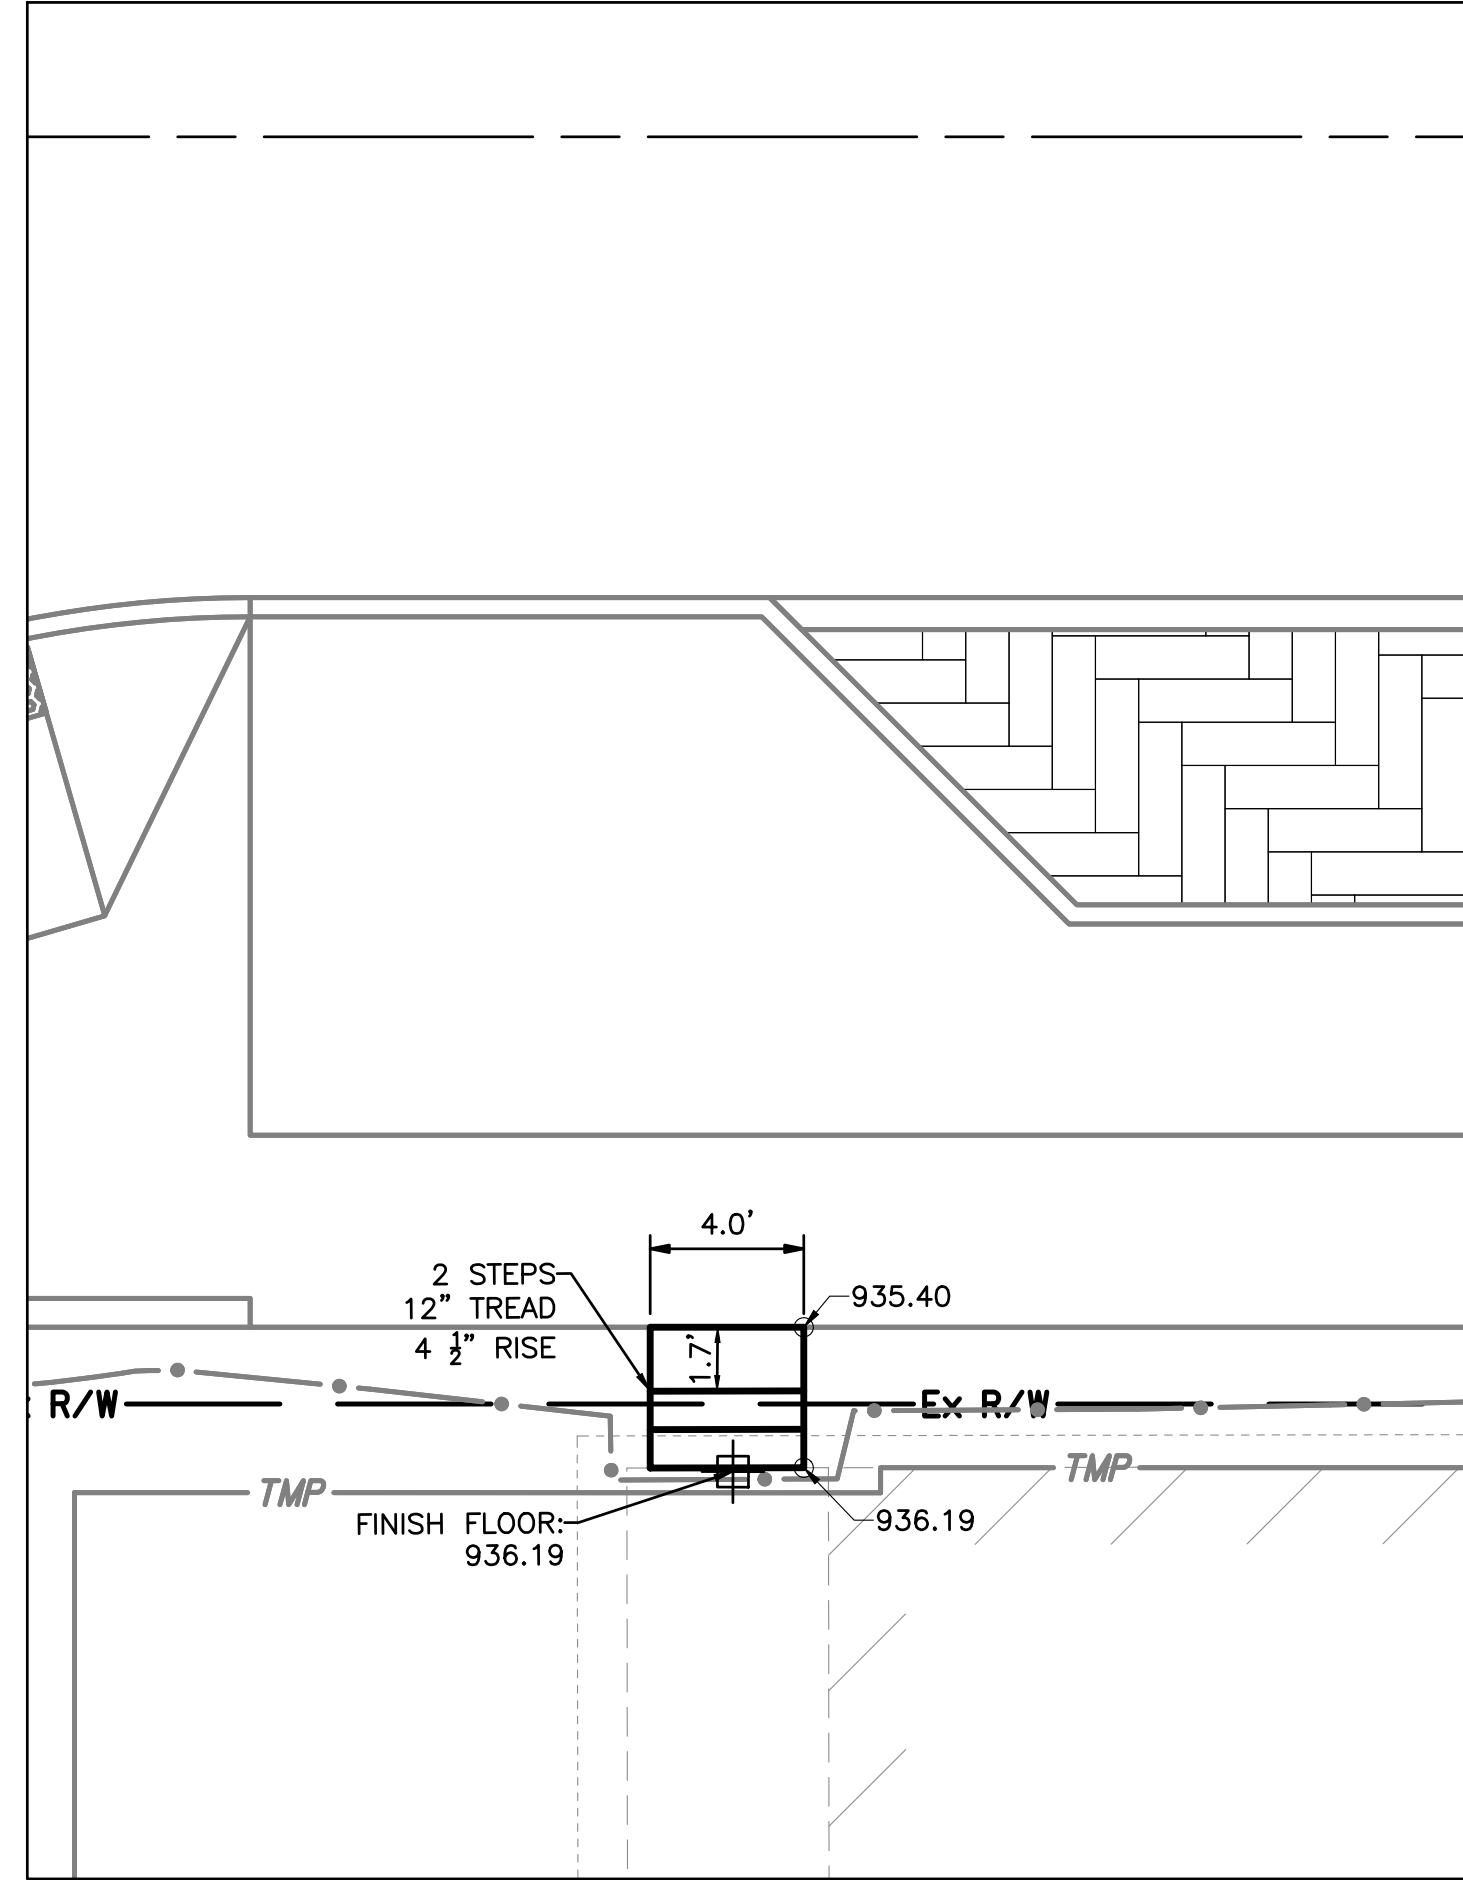 4.0’
2 STEPS
12” TREAD
4 ½” RISE
935.40
1.7’
R/W
Ex R/W
TMP
TMP
FINISH FLOOR:
936.19
936.19